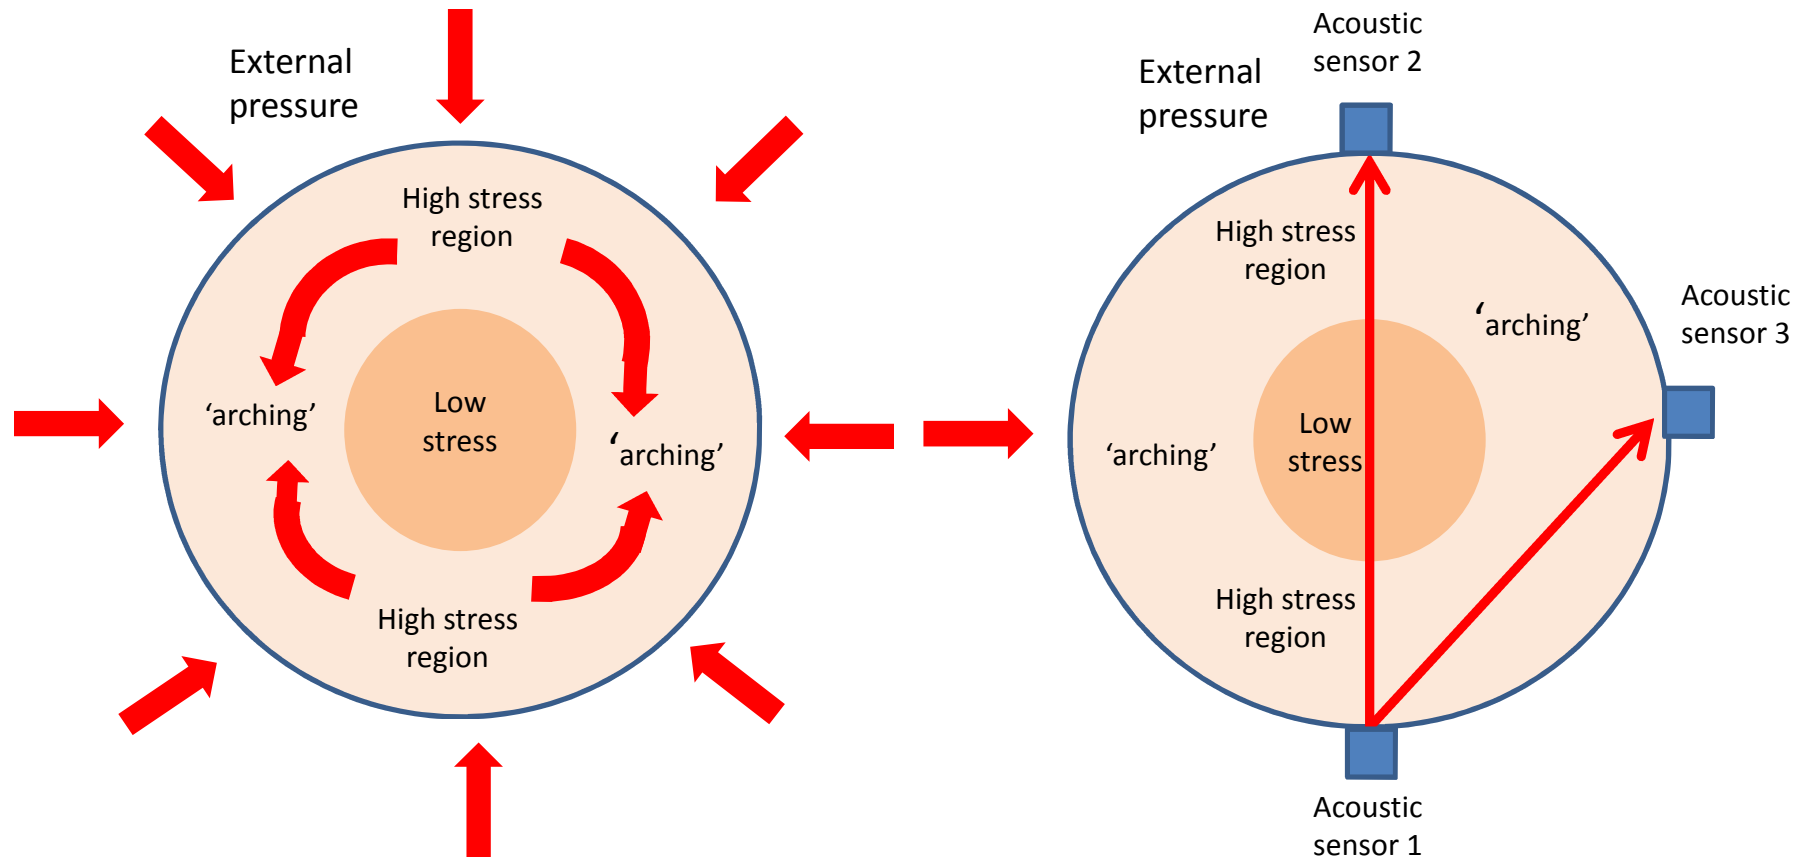 External
pressure
High stress
region
‘arching’
Low
stress
‘arching’
High stress
region
Acoustic
sensor 2
External
pressure
High stress
region
‘arching’
Acoustic
sensor 3
Low
stress
‘arching’
High stress
region
Acoustic
sensor 1